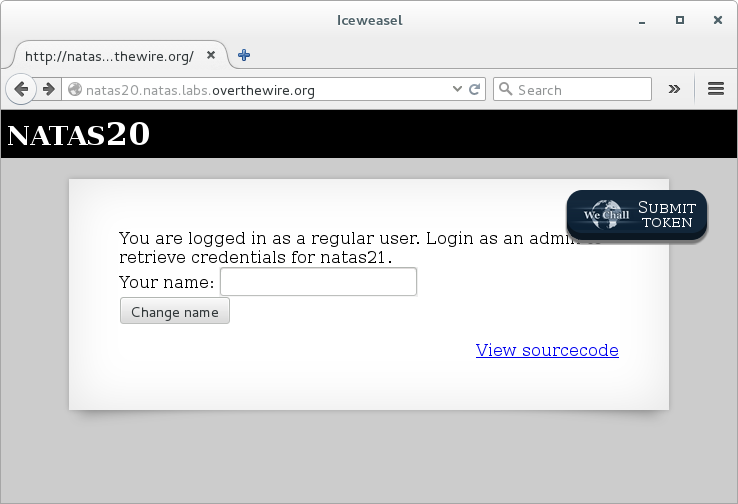 Iceweasel
http://natas...thewire.org/
natas20.natas.labs.overthewire.org
Search
NATAS20
We Chall
SUBMIT
TOKEN
You are logged in as a regular user. Login as an admin
retrieve credentials for natas21.
Your name:
Change name
View sourcecode